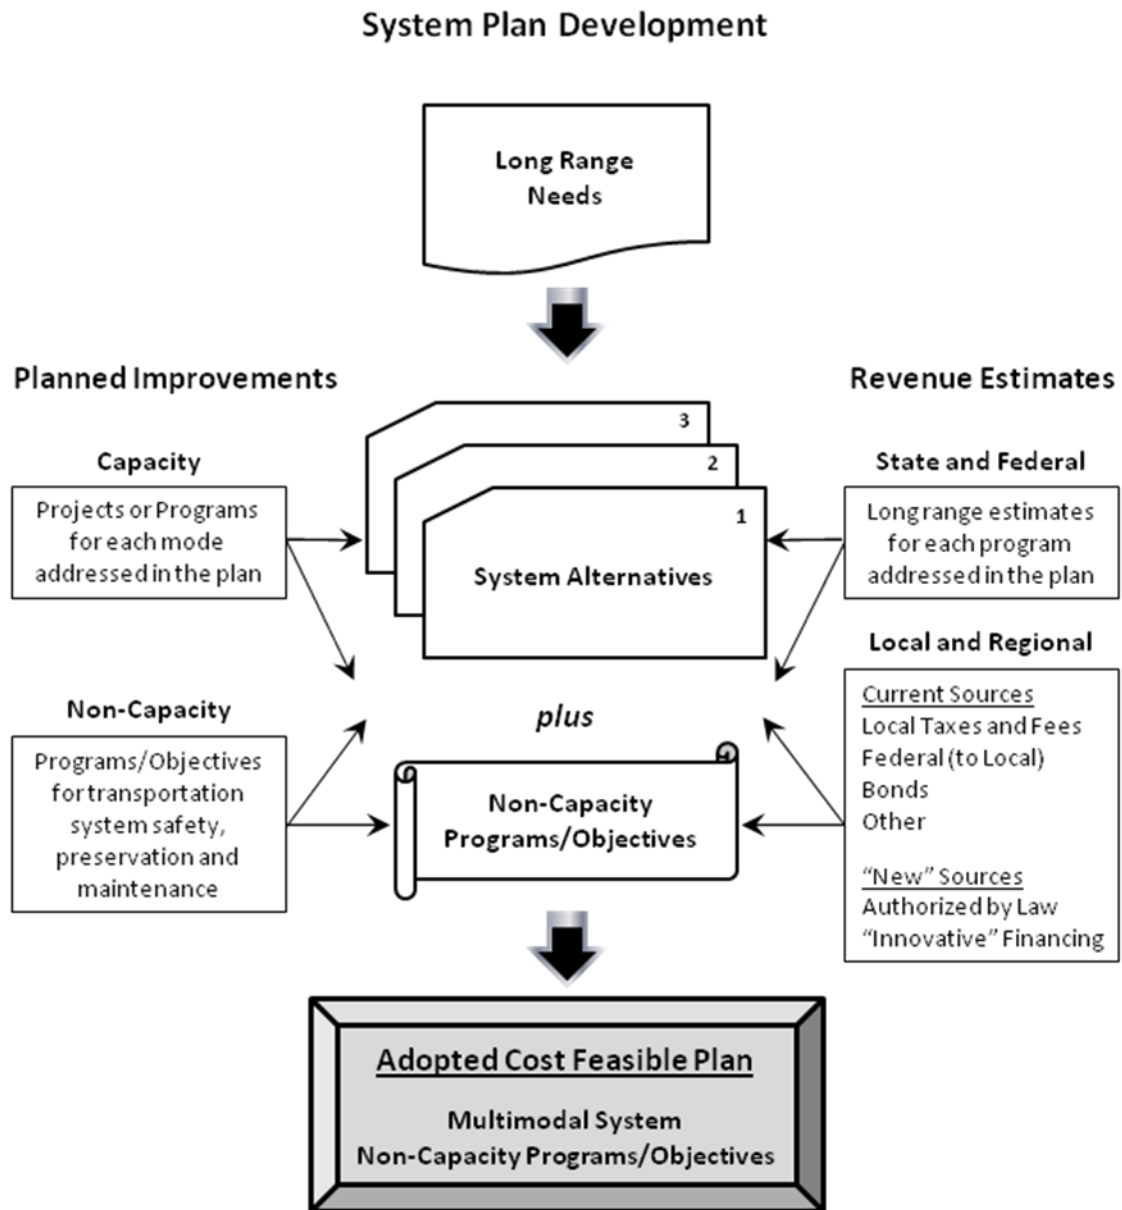 System Plan Development
Long Range
Needs
Planned Improvements
Capacity
Projects or Programs
for each mode
addressed in the plan
Non-Capacity
Programs/Objectives
for transportation
system safety,
preservation and
maintenance
3
2
1
System Alternatives
plus
Non-Capacity
Programs/Objectives
Revenue Estimates
State and Federal
Long range estimates
for each program
addressed in the plan
Local and Regional
Current Sources
Local Taxes and Fees
Federal (to Local)
Bonds
Other
“New” Sources
Authorized by Law
“Innovative” Financing
Adopted Cost Feasible Plan
Multimodal System
Non-Capacity Programs/Objectives